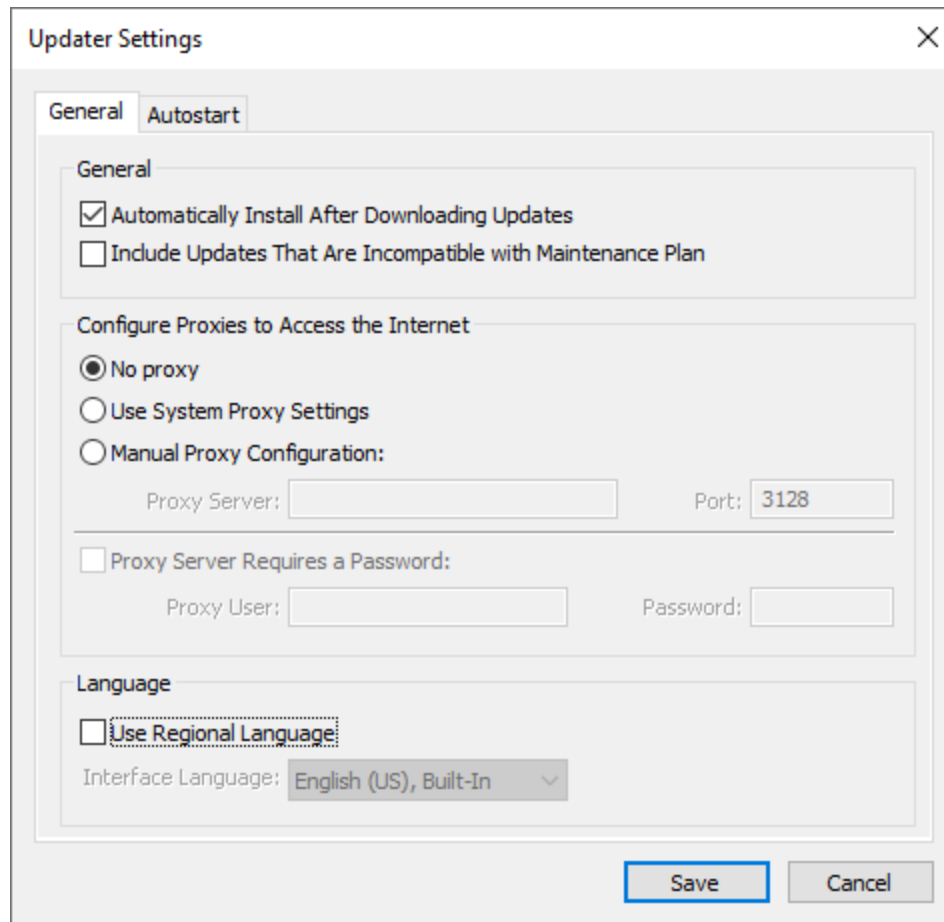 Updater Settings
General
Autostart
General
Automatically Install After Downloading Updates
Include Updates That Are Incompatible with Maintenance Plan
Configure Proxies to Access the Internet
No proxy
Use System Proxy Settings
Manual Proxy Configuration:
Proxy Server:
Port: 3128
Proxy Server Requires a Password:
Proxy User:
Password:
Language
Use Regional Language
Interface Language: English (US), Built-In
Save
Cancel